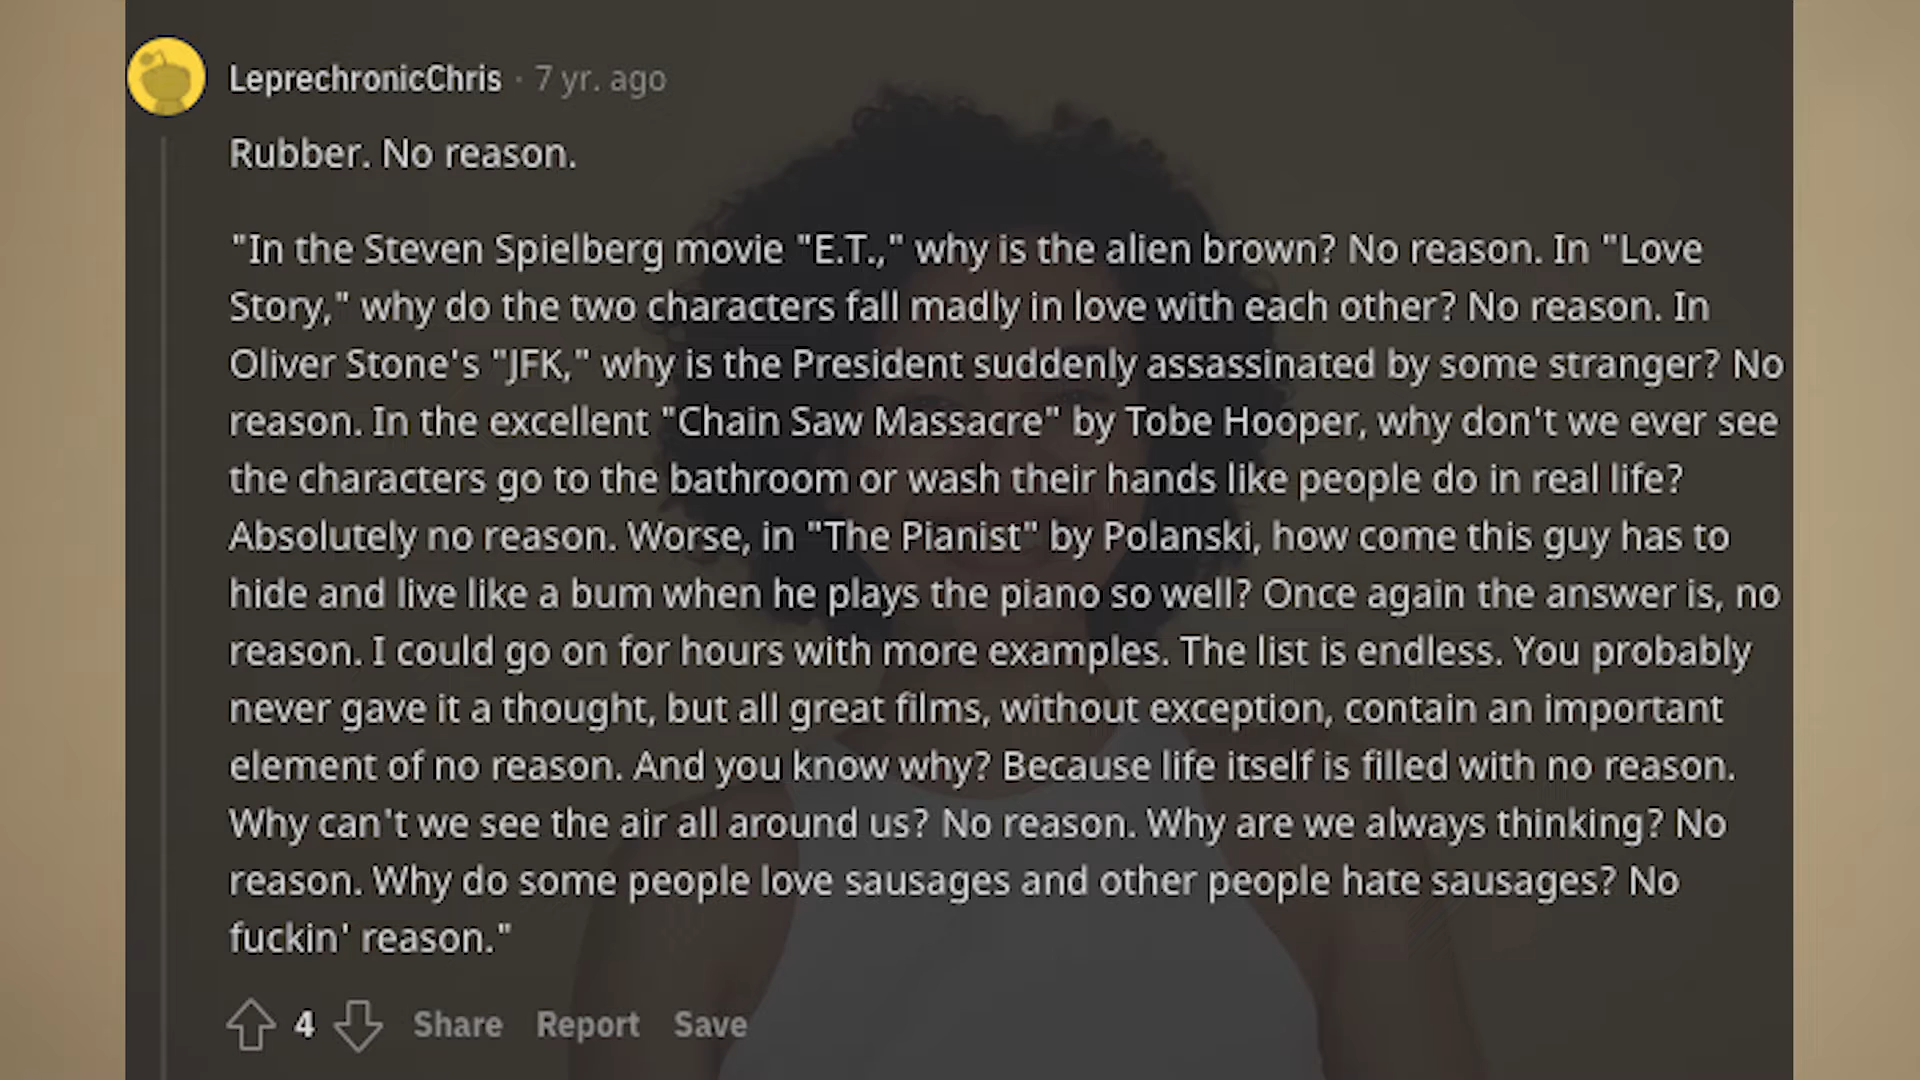 LeprechronicChris · 7 yr. ago
Rubber. No reason.
"In the Steven Spielberg movie "E.T.," why is the alien brown? No reason. In "Love
Story," why do the two characters fall madly in love with each other? No reason. In
Oliver Stone's "JFK," why is the President suddenly assassinated by some stranger? No
reason. In the excellent "Chain Saw Massacre" by Tobe Hooper, why don't we ever see
the characters go to the bathroom or wash their hands like people do in real life?
Absolutely no reason. Worse, in "The Pianist" by Polanski, how come this guy has to
hide and live like a bum when he plays the piano so well? Once again the answer is, no
reason. I could go on for hours with more examples. The list is endless. You probably
never gave it a thought, but all great films, without exception, contain an important
element of no reason. And you know why? Because life itself is filled with no reason.
Why can't we see the air all around us? No reason. Why are we always thinking? No
reason. Why do some people love sausages and other people hate sausages? No
fuckin' reason."
4 Share Report Save